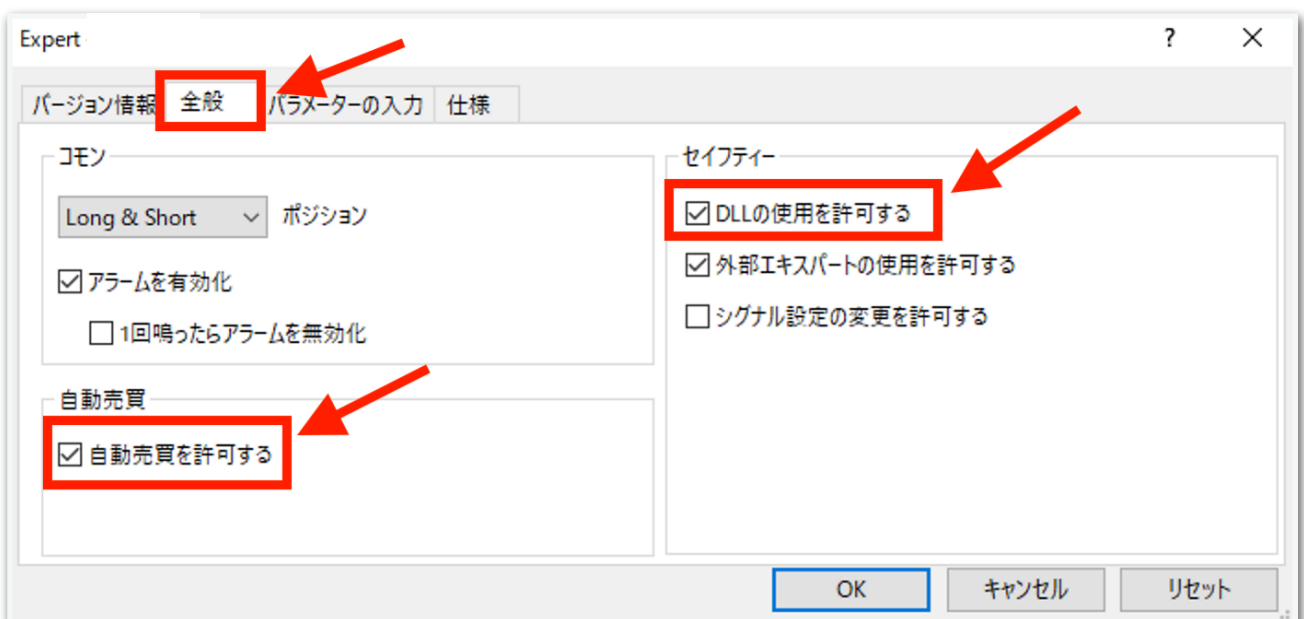 Expert
?
バージョン情報 全般 パラメーターの入力 仕様
コモン
Long & Short ポジション
アラームを有効化
1回鳴ったらアラームを無効化
自動売買
自動売買を許可する
セイフティー
DLLの使用を許可する
外部エキスパートの使用を許可する
シグナル設定の変更を許可する
OK キャンセル リセット